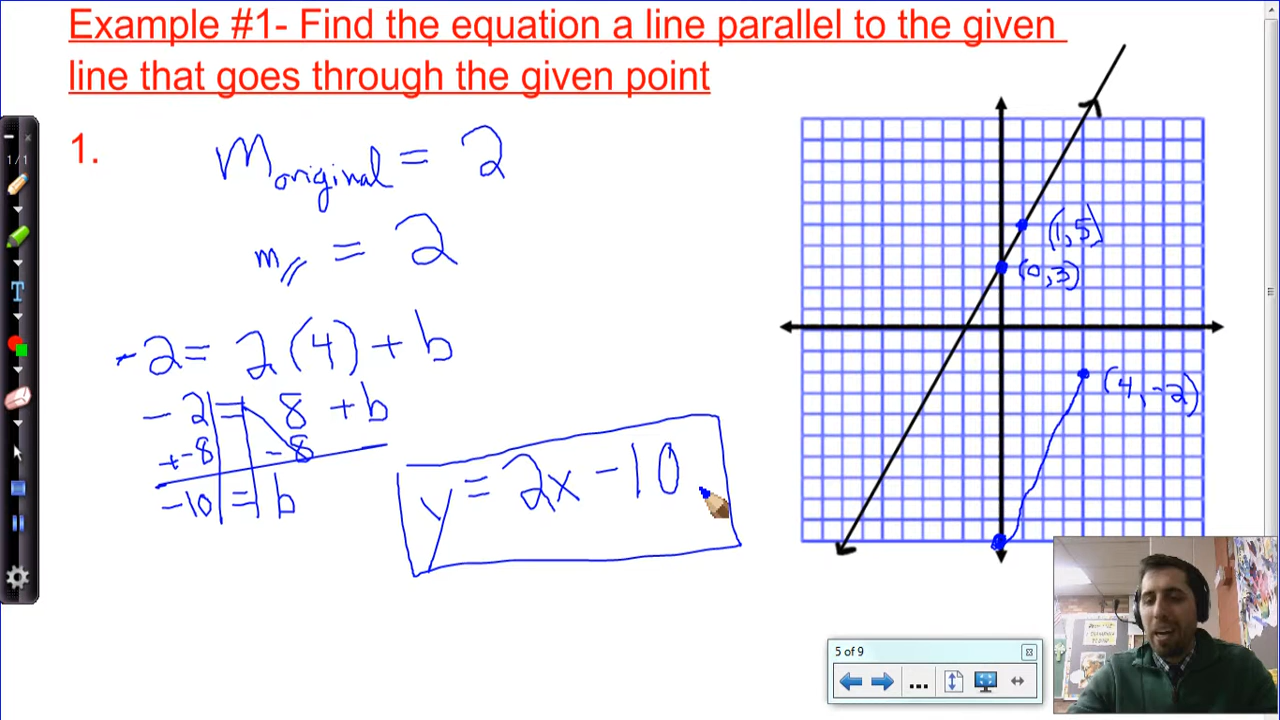 Example #1- Find the equation a line parallel to the given
line that goes through the given point
1.
m original = 2
m// = 2
-2 = 2(4) + b
-2 = 8 + b
+-8 -8
-10 = b
y = 2x - 10
(1,5)
(0,3)
(4,-2)
1/1
T
5 of 9
...